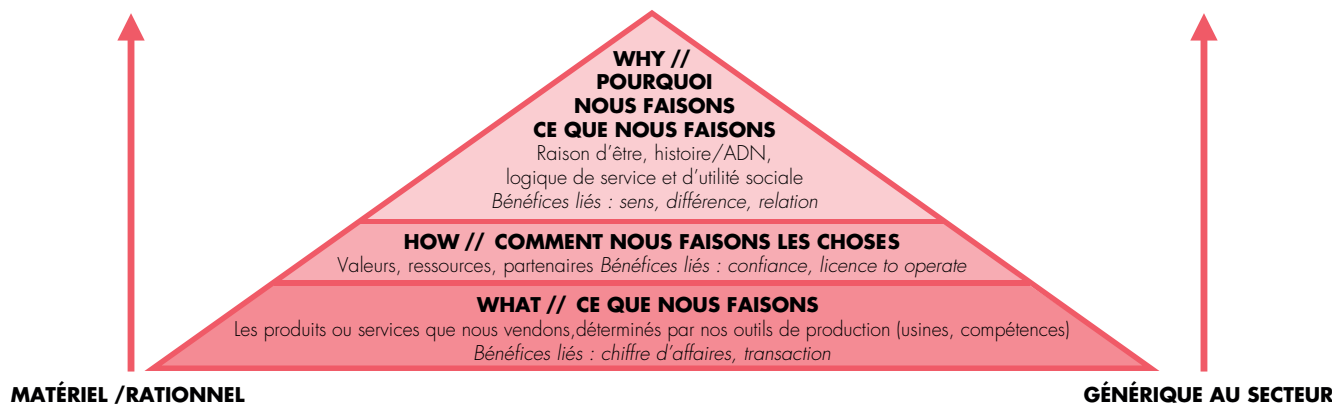 WHY //
POURQUOI
NOUS FAISONS
CE QUE NOUS FAISONS
Raison d'être, histoire/ADN,
logique de service et d'utilité sociale
Bénéfices liés : sens, différence, relation
HOW // COMMENT NOUS FAISONS LES CHOSES
Valeurs, ressources, partenaires Bénéfices liés : confiance, licence to operate
WHAT // CE QUE NOUS FAISONS
Les produits ou services que nous vendons,déterminés par nos outils de production (usines, compétences)
Bénéfices liés : chiffre d'affaires, transaction
MATÉRIEL /RATIONNEL
GÉNÉRIQUE AU SECTEUR